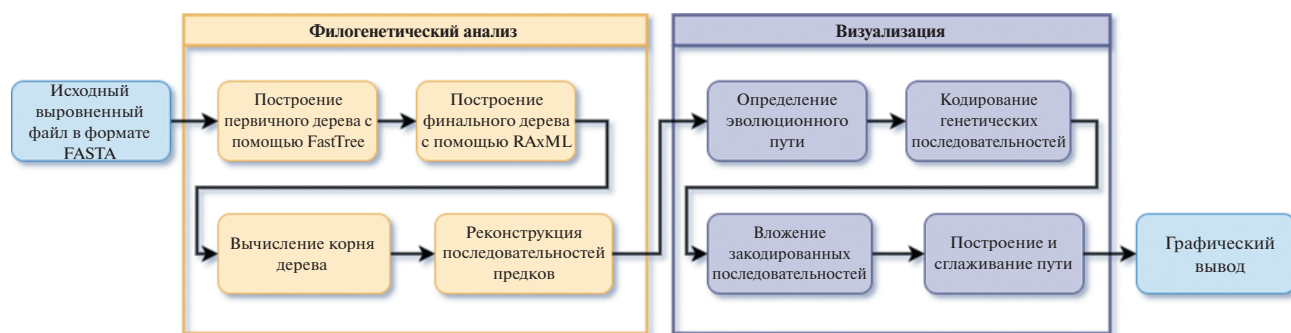 Филогенетический анализ
Визуализация
Исходный
выровненный
файл в формате
FASTA
Построение
первичного дерева с
помощью FastTree
Построение
финального дерева
с помощью RAxML
Вычисление корня
дерева
Реконструкция
последовательностей
предков
Определение
эволюционного
пути
Кодирование
генетических
последовательностей
Вложение
закодированных
последовательностей
Построение и
сглаживание пути
Графический
вывод